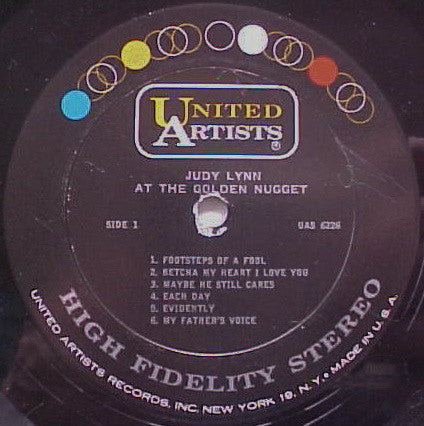 UNITED
ARTISTS®
JUDY LYNN
AT THE GOLDEN NUGGET
SIDE 1 UAS 6226
1. FOOTSTEPS OF A FOOL
2. BETCHA MY HEART I LOVE YOU
3. MAYBE HE STILL CARES
4. EACH DAY
5. EVIDENTLY
6. MY FATHER'S VOICE
HIGH FIDELITY STEREO
UNITED ARTISTS RECORDS, INC. NEW YORK 19, N.Y. • MADE IN U.S.A.